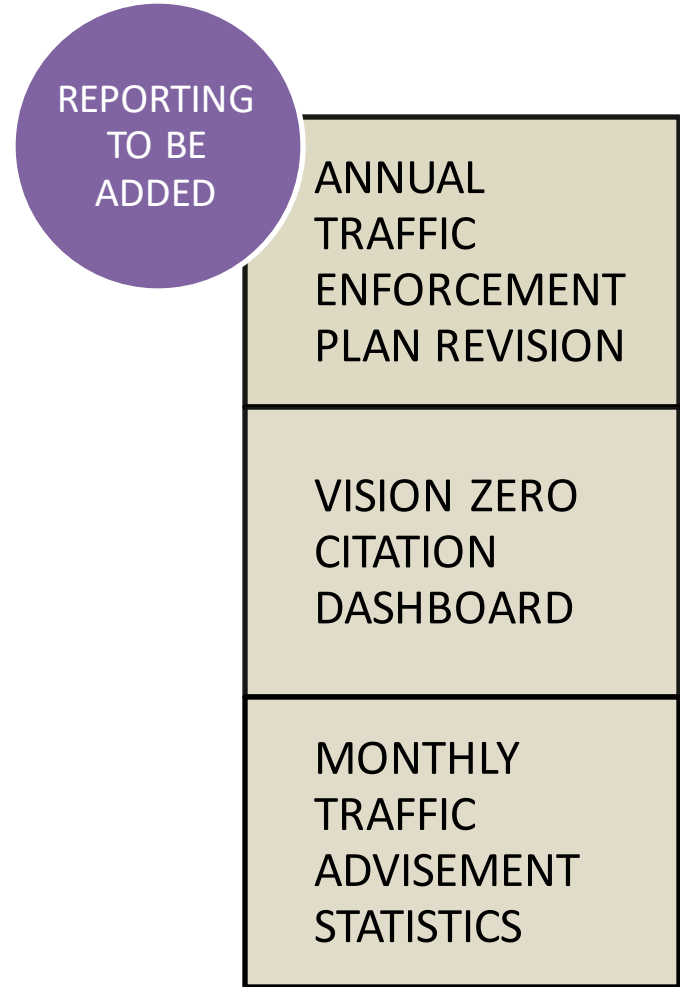 REPORTING
TO BE
ADDED
ANNUAL
TRAFFIC
ENFORCEMENT
PLAN REVISION
VISION ZERO
CITATION
DASHBOARD
MONTHLY
TRAFFIC
ADVISEMENT
STATISTICS